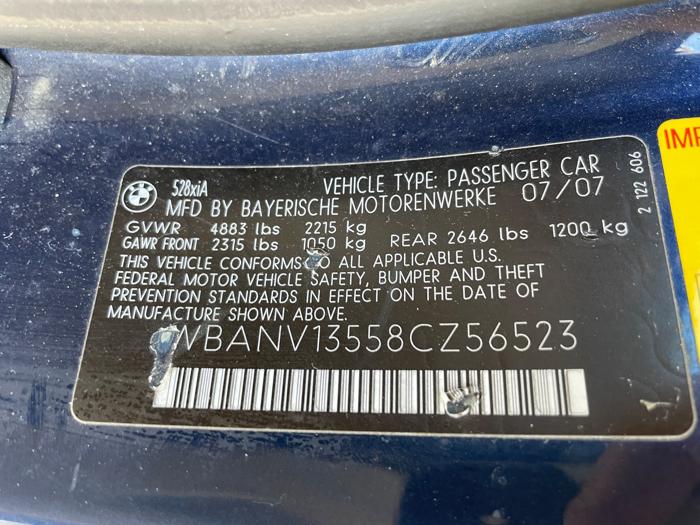 528xiA
VEHICLE TYPE: PASSENGER CAR
MFD BY BAYERISCHE MOTORENWERKE 07/07
GVWR 4883 lbs 2215 kg
GAWR FRONT 2315 lbs 1050 kg REAR 2646 lbs 1200 kg
THIS VEHICLE CONFORMS TO ALL APPLICABLE U.S.
FEDERAL MOTOR VEHICLE SAFETY, BUMPER AND THEFT
PREVENTION STANDARDS IN EFFECT ON THE DATE OF
MANUFACTURE SHOWN ABOVE.
WBANV13558CZ56523
2 122 606